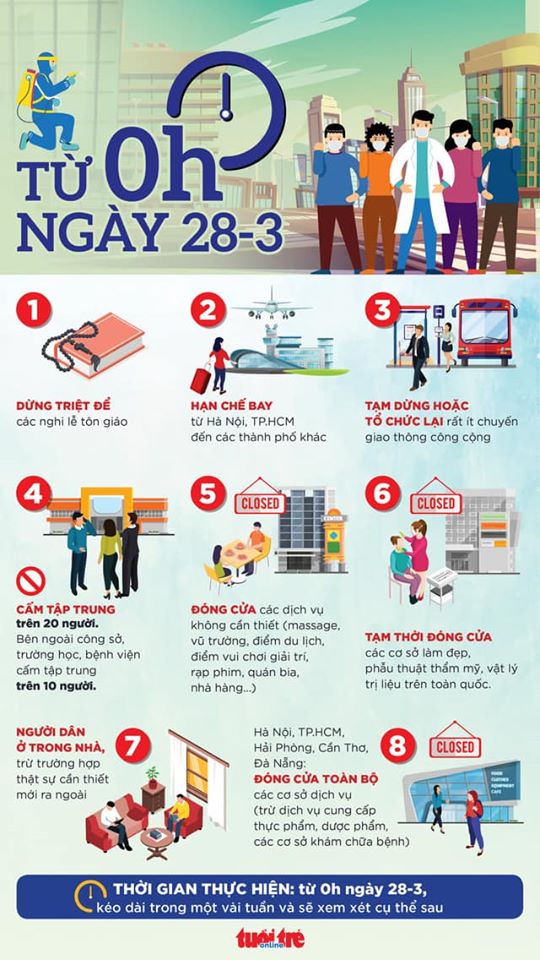 TỪ 0h
NGÀY 28-3
1
DỪNG TRIỆT ĐỂ
các nghi lễ tôn giáo
2
HẠN CHẾ BAY
từ Hà Nội, TP.HCM
đến các thành phố khác
3
TẠM DỪNG HOẶC
TỔ CHỨC LẠI rất ít chuyến
giao thông công cộng
4
CẤM TẬP TRUNG
trên 20 người.
Bên ngoài công sở,
trường học, bệnh viện
cấm tập trung
trên 10 người.
5
CLOSED
CENTER
ĐÓNG CỬA các dịch vụ
không cần thiết (massage,
vũ trường, điểm du lịch,
điểm vui chơi giải trí,
rạp phim, quán bia,
nhà hàng...)
6
CLOSED
TẠM THỜI ĐÓNG CỬA
các cơ sở làm đẹp,
phẫu thuật thẩm mỹ, vật lý
trị liệu trên toàn quốc.
NGƯỜI DÂN
Ở TRONG NHÀ,
trừ trường hợp
thật sự cần thiết
mới ra ngoài
7
Hà Nội, TP.HCM,
Hải Phòng, Cần Thơ,
Đà Nẵng:
ĐÓNG CỬA TOÀN BỘ
các cơ sở dịch vụ
(trừ dịch vụ cung cấp
thực phẩm, dược phẩm,
các cơ sở khám chữa bệnh)
8
CLOSED
FOOD
CLOTHES
EQUIPMENT
CAFE
THỜI GIAN THỰC HIỆN: từ 0h ngày 28-3,
kéo dài trong một vài tuần và sẽ xem xét cụ thể sau
tuổi trẻ
online